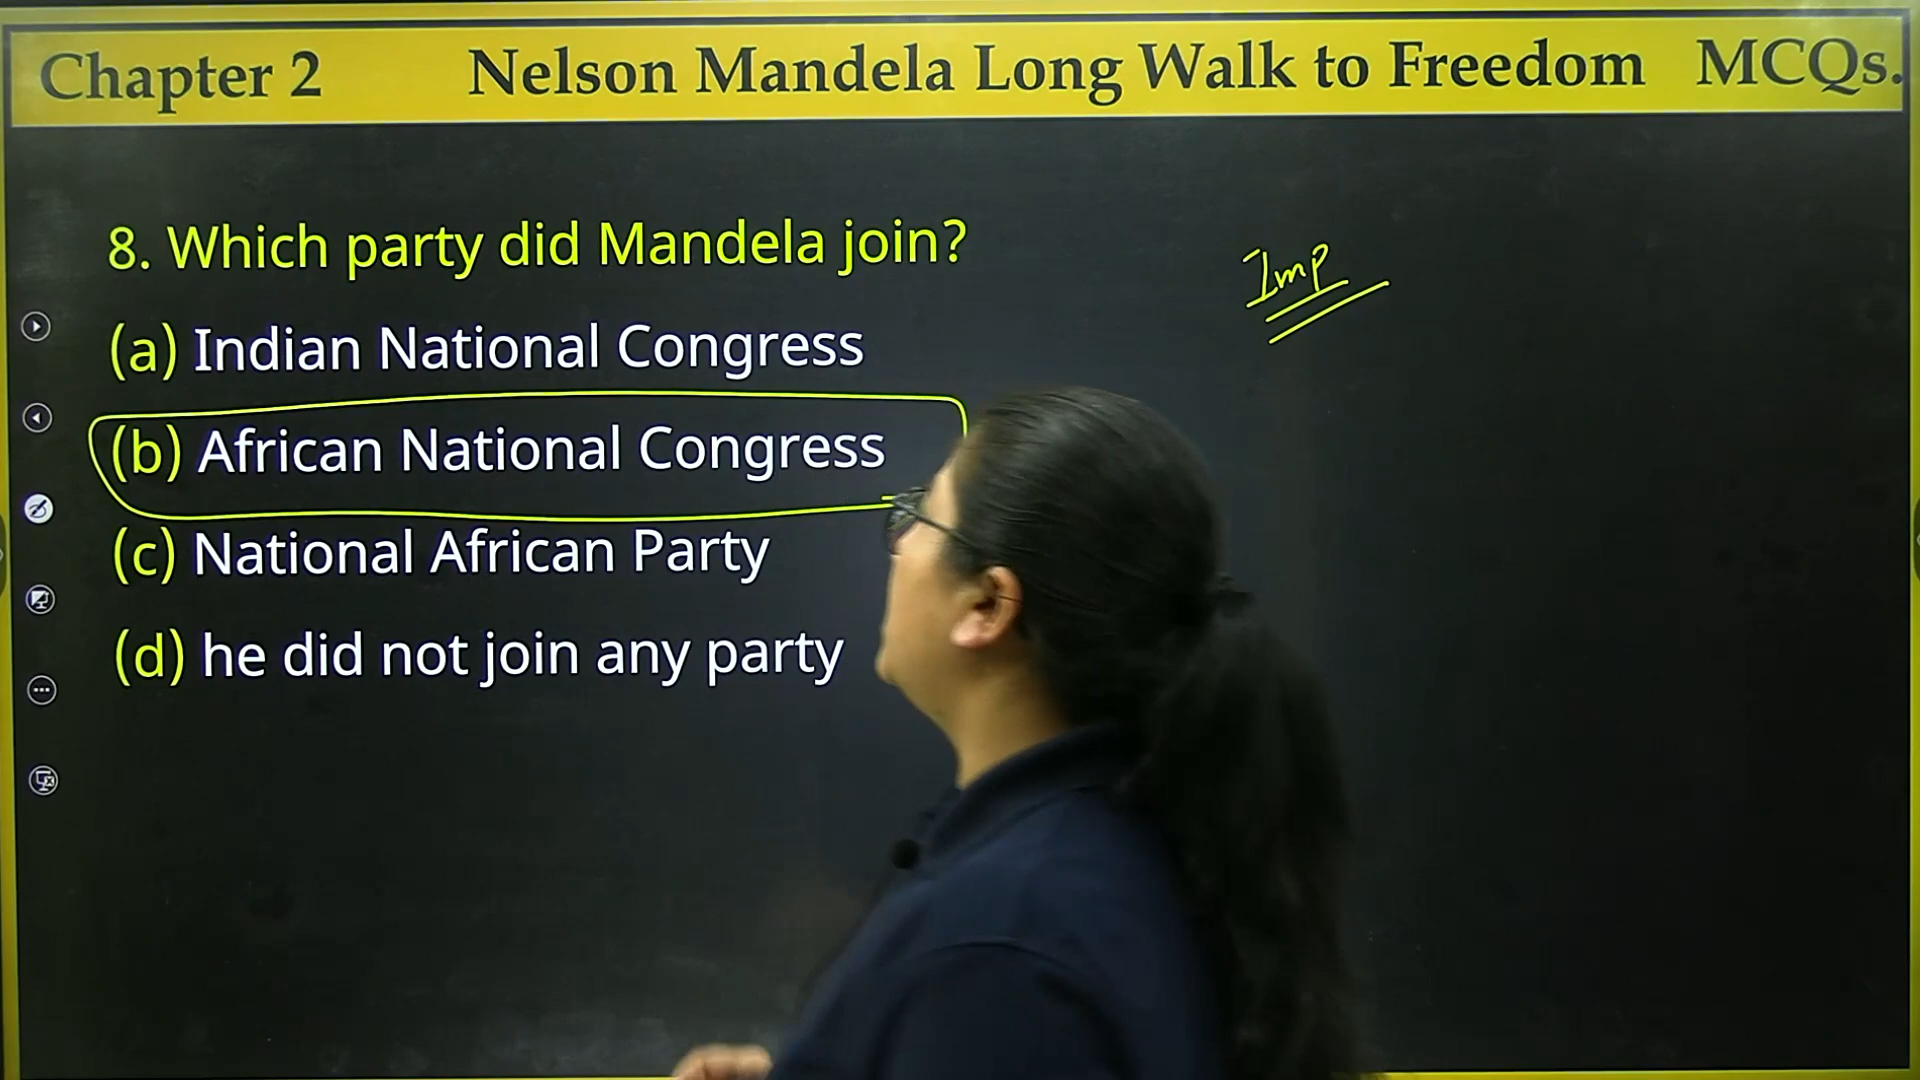 Chapter 2 Nelson Mandela Long Walk to Freedom MCQs.
8. Which party did Mandela join?
Imp
(a) Indian National Congress
(b) African National Congress
(c) National African Party
(d) he did not join any party